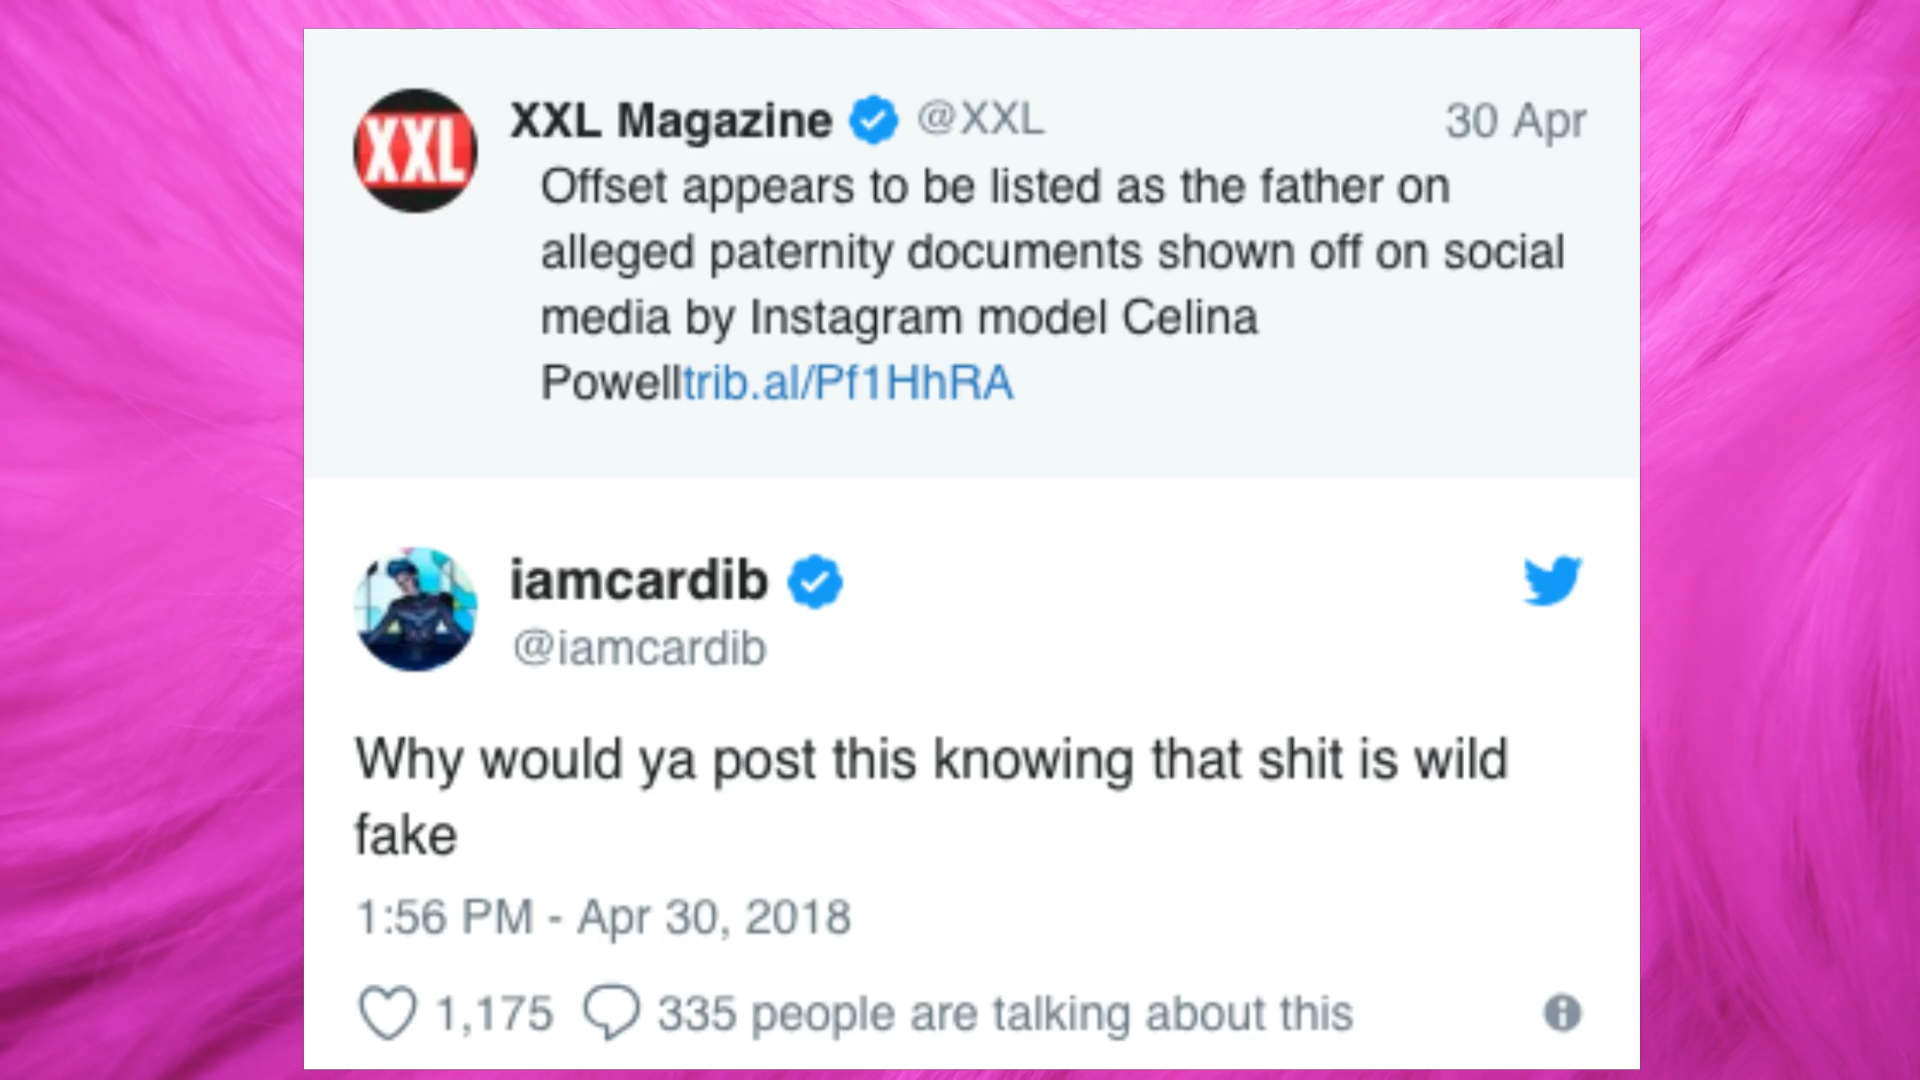 XXL
XXL Magazine @XXL 30 Apr
Offset appears to be listed as the father on
alleged paternity documents shown off on social
media by Instagram model Celina
Powelltrib.al/Pf1HhRA
iamcardib
@iamcardib
Why would ya post this knowing that shit is wild
fake
1:56 PM - Apr 30, 2018
1,175 335 people are talking about this